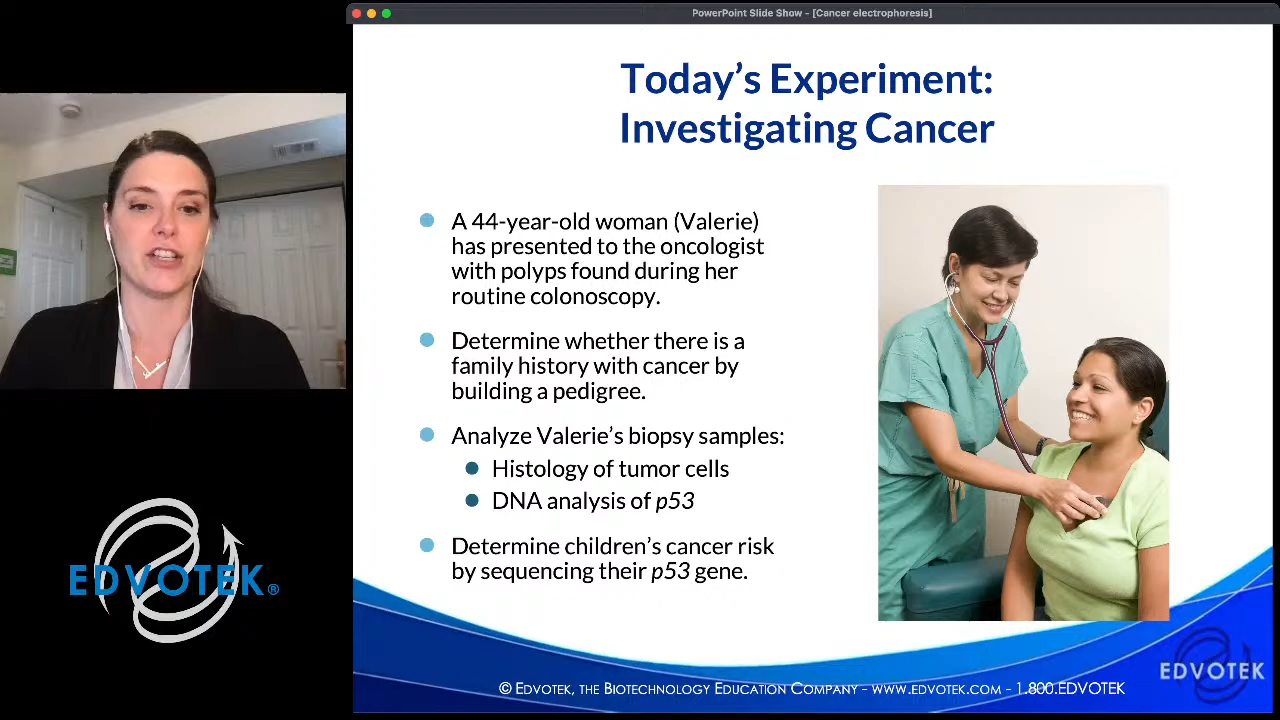 PowerPoint Slide Show - [Cancer electrophoresis]
Today's Experiment:
Investigating Cancer
A 44-year-old woman (Valerie)
has presented to the oncologist
with polyps found during her
routine colonoscopy.
Determine whether there is a
family history with cancer by
building a pedigree.
Analyze Valerie's biopsy samples:
Histology of tumor cells
DNA analysis of p53
Determine children's cancer risk
by sequencing their p53 gene.
EDVOTEK®
EDVOTEK
© EDVOTEK, THE BIOTECHNOLOGY EDUCATION COMPANY - WWW.EDVOTEK.COM - 1.800.EDVOTEK